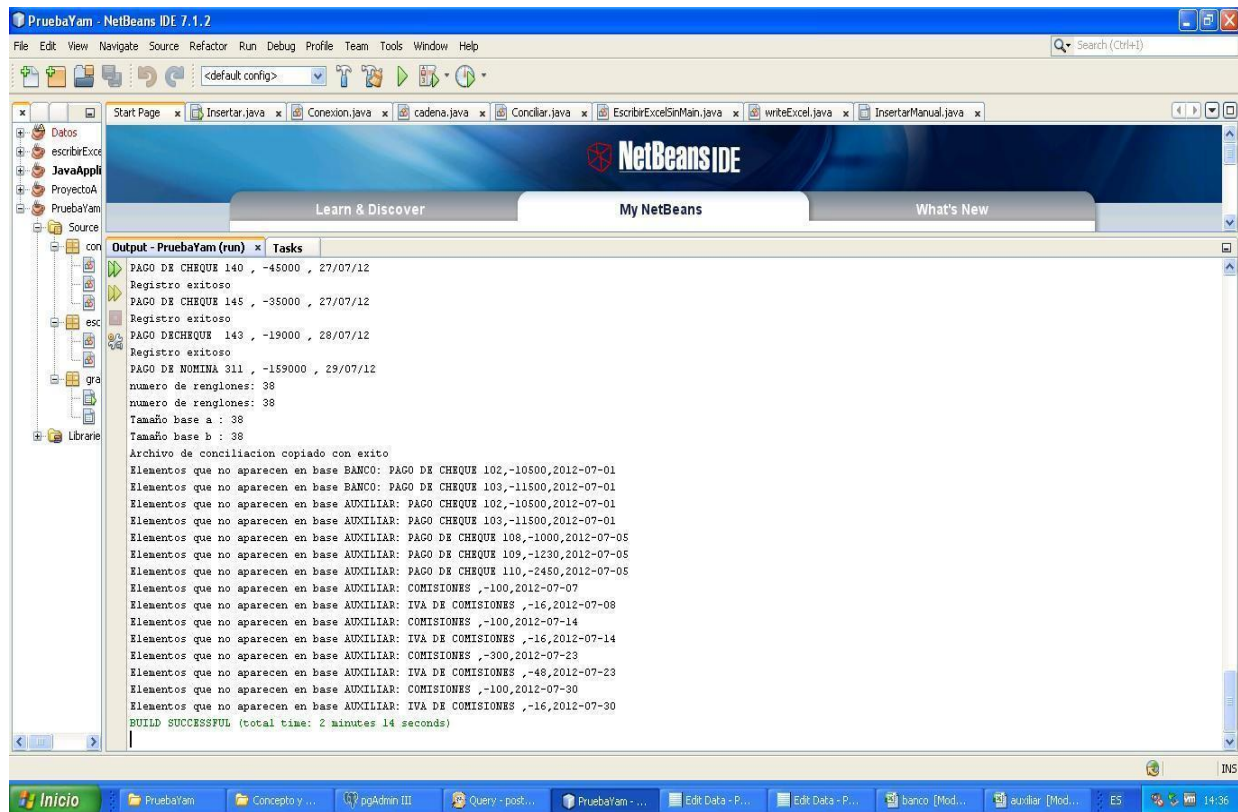 PruebaYam - NetBeans IDE 7.1.2
File Edit View Navigate Source Refactor Run Debug Profile Team Tools Window Help
Search (Ctrl+I)
<default config>
Start Page Insertar.java Conexion.java cadena.java Conciliar.java EscribirExcelSinMain.java writeExcel.java InsertarManual.java
Datos
escribirExce
JavaAppli
ProyectoA
PruebaYam
Source
con
esc
gra
Librarie
NetBeans IDE
Learn & Discover My NetBeans What's New
Output - PruebaYam (run) Tasks
PAGO DE CHEQUE 140 , -45000 , 27/07/12
Registro exitoso
PAGO DE CHEQUE 145 , -35000 , 27/07/12
Registro exitoso
PAGO DECHEQUE 143 , -19000 , 28/07/12
Registro exitoso
PAGO DE NOMINA 311 , -159000 , 29/07/12
numero de renglones: 38
numero de renglones: 38
Tamaño base a : 38
Tamaño base b : 38
Archivo de conciliacion copiado con exito
Elementos que no aparecen en base BANCO: PAGO DE CHEQUE 102,-10500,2012-07-01
Elementos que no aparecen en base BANCO: PAGO DE CHEQUE 103,-11500,2012-07-01
Elementos que no aparecen en base AUXILIAR: PAGO CHEQUE 102,-10500,2012-07-01
Elementos que no aparecen en base AUXILIAR: PAGO CHEQUE 103,-11500,2012-07-01
Elementos que no aparecen en base AUXILIAR: PAGO DE CHEQUE 108,-1000,2012-07-05
Elementos que no aparecen en base AUXILIAR: PAGO DE CHEQUE 109,-1230,2012-07-05
Elementos que no aparecen en base AUXILIAR: PAGO DE CHEQUE 110,-2450,2012-07-05
Elementos que no aparecen en base AUXILIAR: COMISIONES ,-100,2012-07-07
Elementos que no aparecen en base AUXILIAR: IVA DE COMISIONES ,-16,2012-07-08
Elementos que no aparecen en base AUXILIAR: COMISIONES ,-100,2012-07-14
Elementos que no aparecen en base AUXILIAR: IVA DE COMISIONES ,-16,2012-07-14
Elementos que no aparecen en base AUXILIAR: COMISIONES ,-300,2012-07-23
Elementos que no aparecen en base AUXILIAR: IVA DE COMISIONES ,-48,2012-07-23
Elementos que no aparecen en base AUXILIAR: COMISIONES ,-100,2012-07-30
Elementos que no aparecen en base AUXILIAR: IVA DE COMISIONES ,-16,2012-07-30
BUILD SUCCESSFUL (total time: 2 minutes 14 seconds)
INS
Inicio PruebaYam Concepto y ... pgAdmin III Query - post... PruebaYam - ... Edit Data - P... Edit Data - P... banco [Mod... auxiliar [Mod... ES 14:36